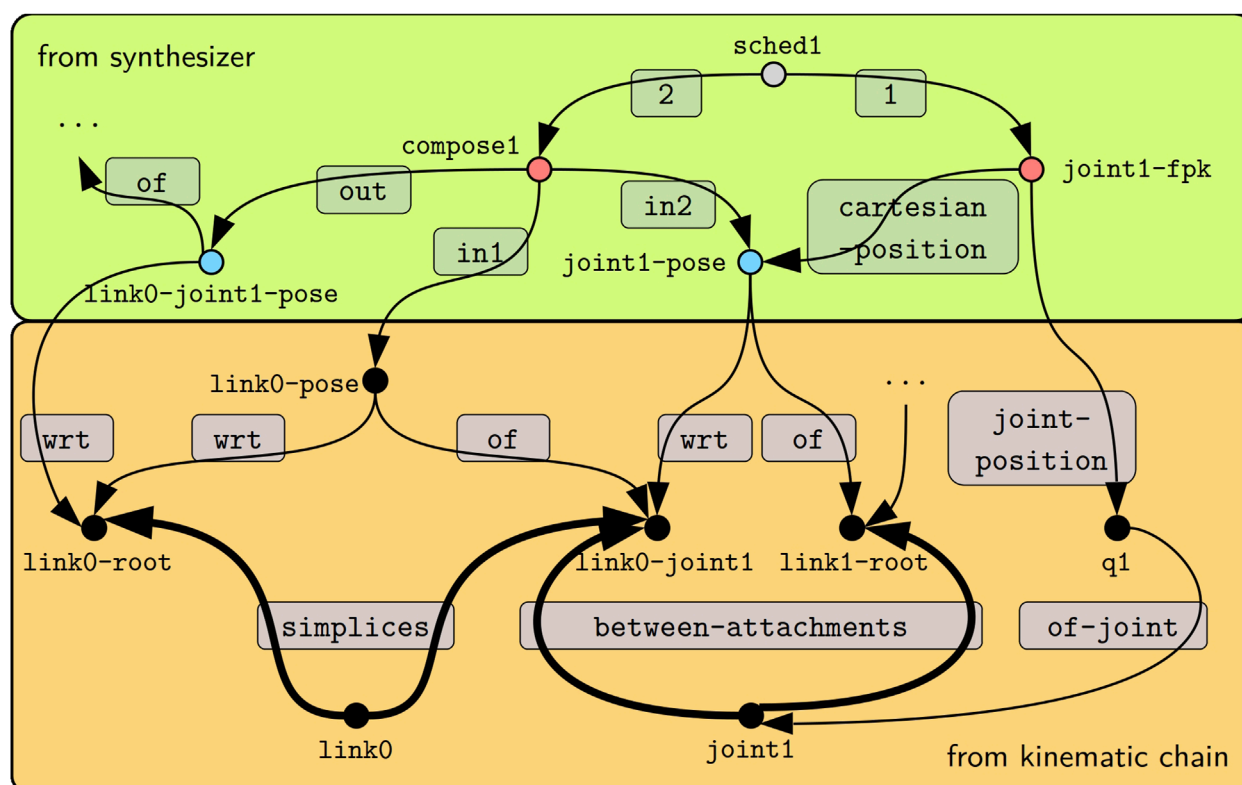 sched1
from synthesizer
2
1
...
compose1
joint1-fpk
of
out
in2
cartesian
-position
in1
joint1-pose
link0-joint1-pose
link0-pose
...
wrt
wrt
of
wrt
of
joint-
position
link0-root
link0-joint1
link1-root
q1
simplices
between-attachments
of-joint
link0
joint1
from kinematic chain